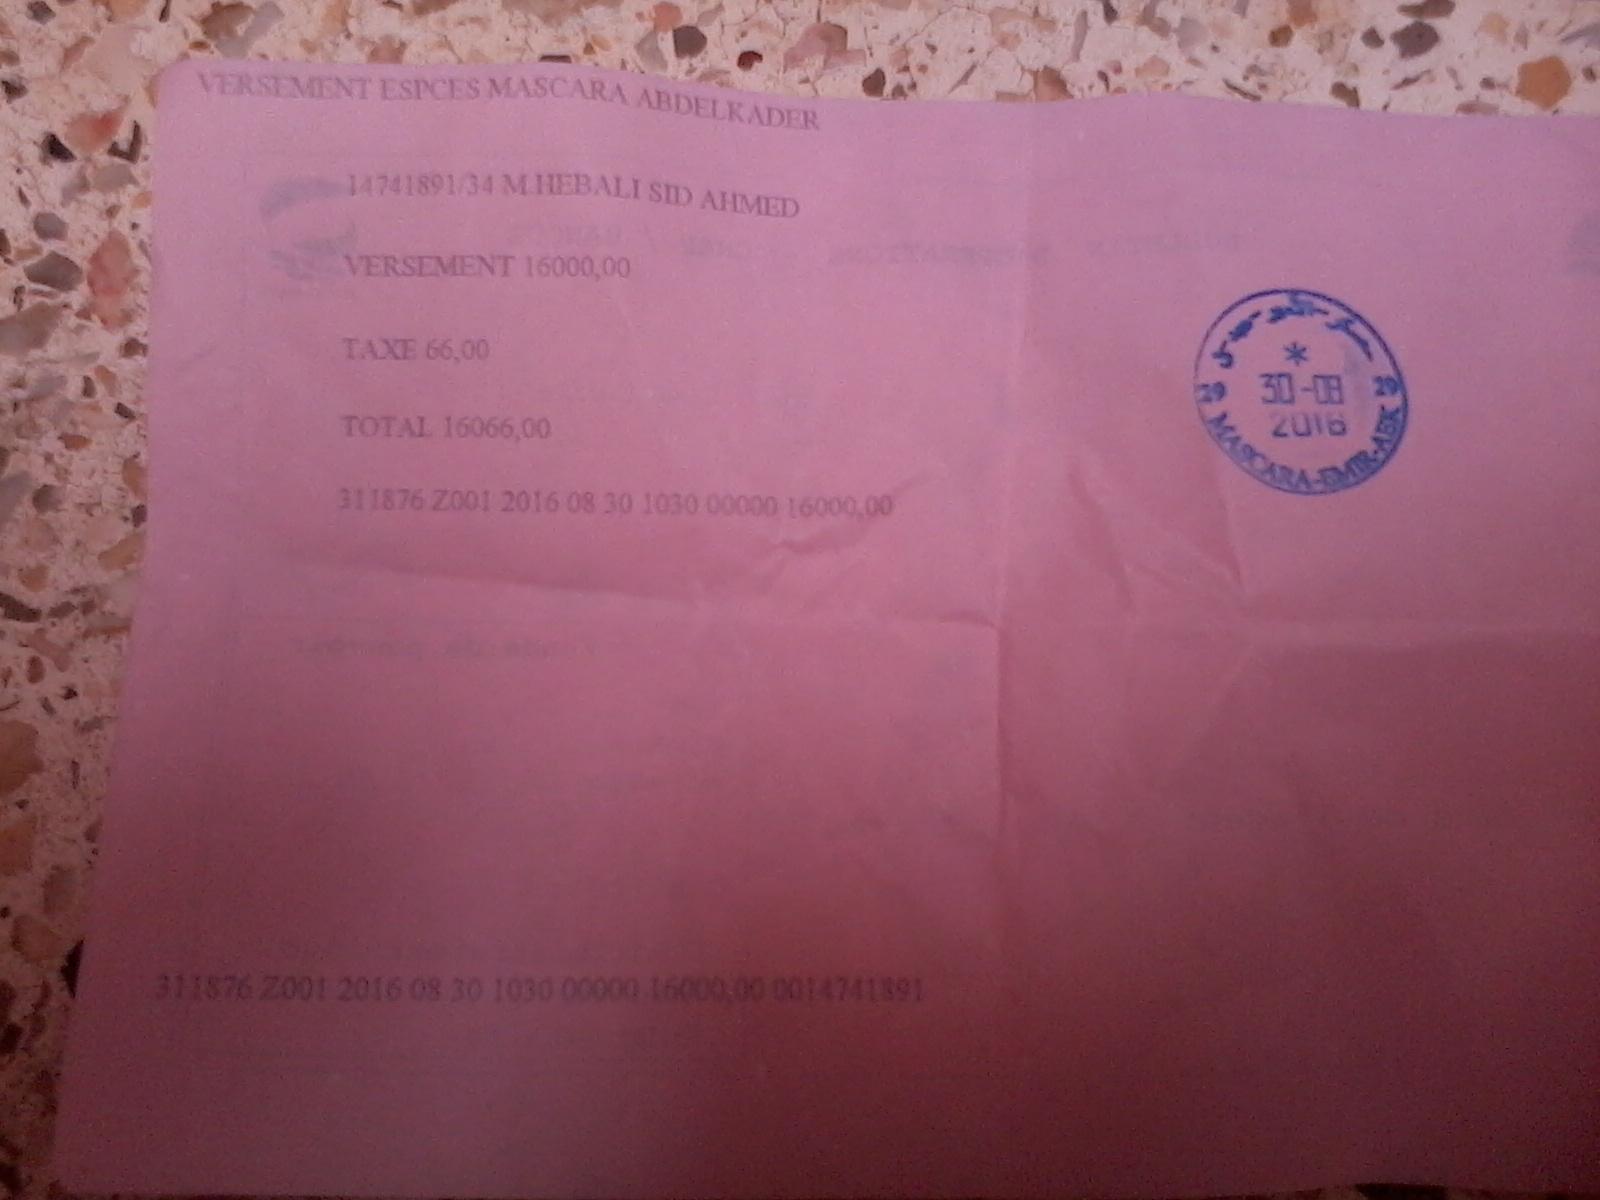 VERSEMENT ESPCES MASCARA ABDELKADER
14741891/34 M.HEBALI SID AHMED
VERSEMENT 16000,00
TAXE 66,00
TOTAL 16066,00
311876 Z001 2016 08 30 1030 00000 16000,00
*
30-08
2016
MASCARA-EMIR-AEK
311876 Z001 2016 08 30 1030 00000 16000,00 0014741891